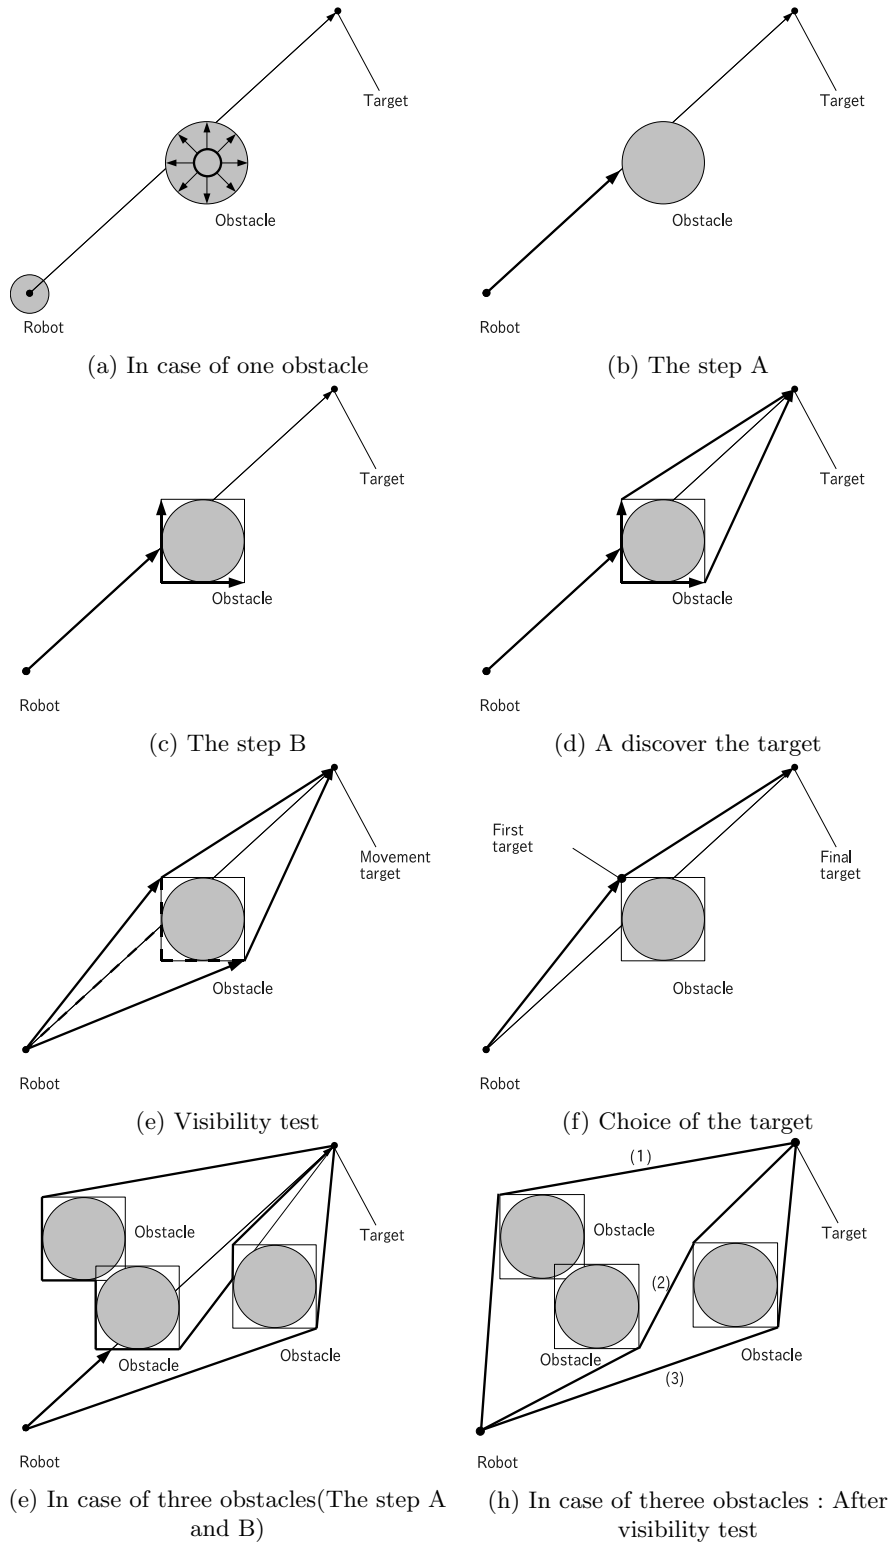 Target
Obstacle
Robot
(a) In case of one obstacle
Target
Obstacle
Robot
(b) The step A
Target
Obstacle
Robot
(c) The step B
Target
Obstacle
Robot
(d) A discover the target
Movement
target
Obstacle
Robot
(e) Visibility test
First
target
Final
target
Obstacle
Robot
(f) Choice of the target
Obstacle
Target
Obstacle
Obstacle
Robot
(e) In case of three obstacles(The step A
and B)
(1)
Obstacle
Target
(2)
Obstacle
Obstacle
(3)
Robot
(h) In case of theree obstacles : After
visibility test